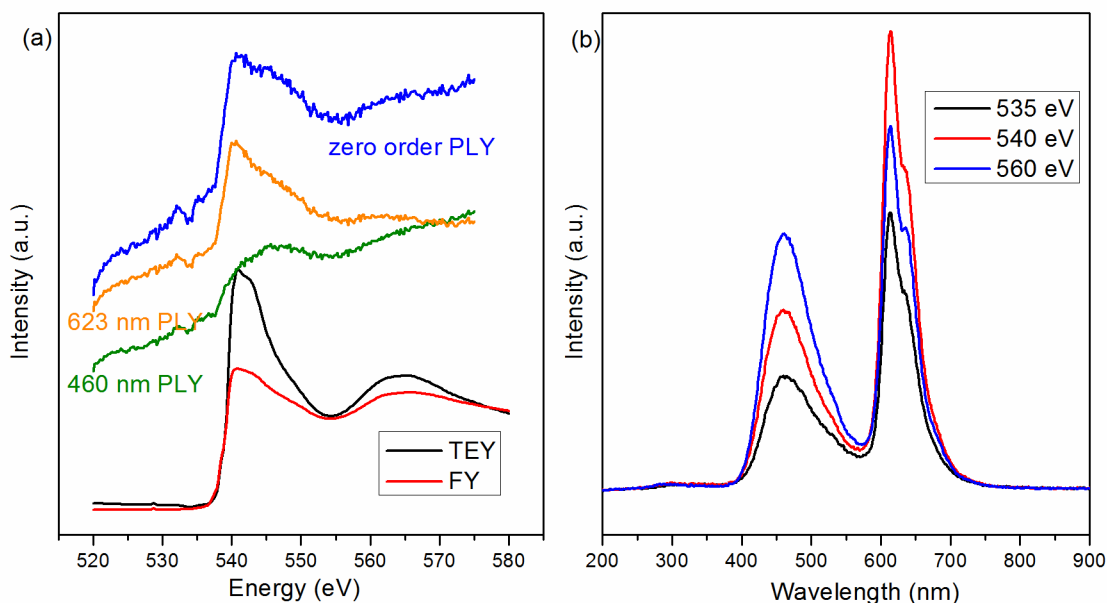 (a)
zero order PLY
623 nm PLY
460 nm PLY
TEY
FY
Intensity (a.u.)
520 530 540 550 560 570 580
Energy (eV)
(b)
535 eV
540 eV
560 eV
Intensity (a.u.)
200 300 400 500 600 700 800 900
Wavelength (nm)